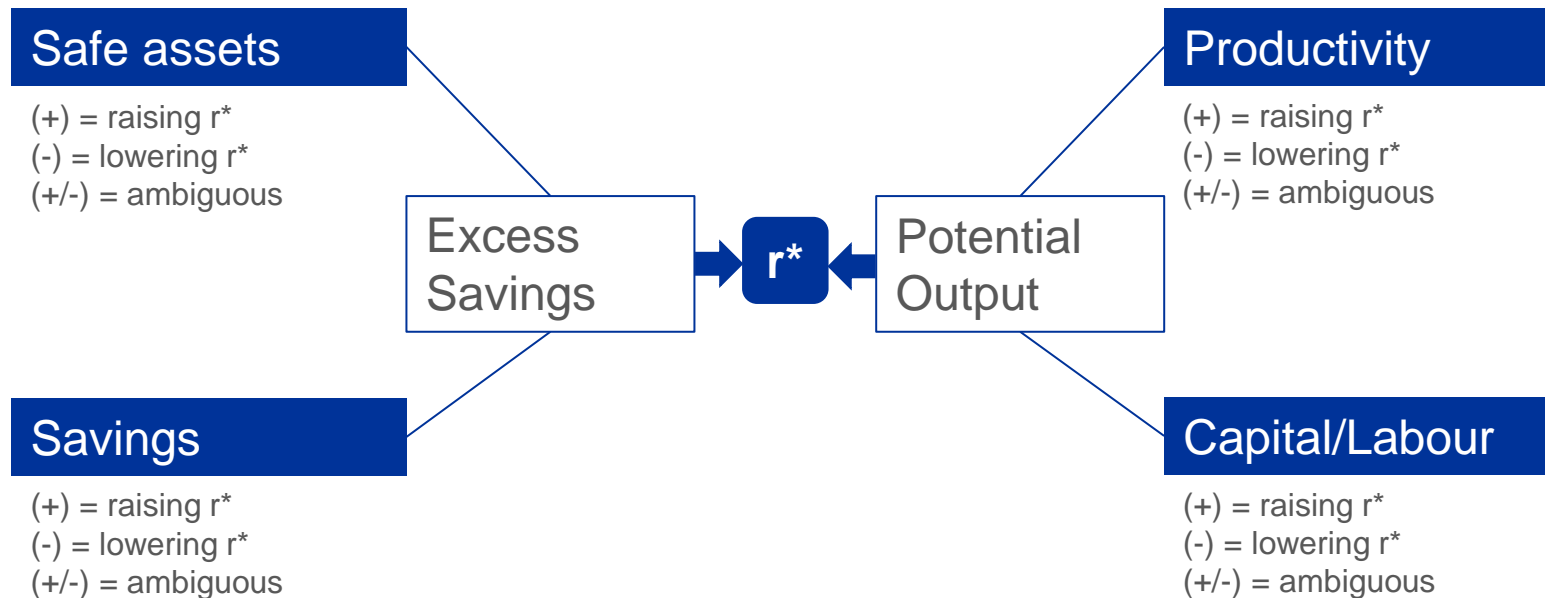 Safe assets
(+) = raising r*
(-) = lowering r*
(+/-) = ambiguous
Productivity
(+) = raising r*
(-) = lowering r*
(+/-) = ambiguous
Excess
Savings
r*
Potential
Output
Savings
(+) = raising r*
(-) = lowering r*
(+/-) = ambiguous
Capital/Labour
(+) = raising r*
(-) = lowering r*
(+/-) = ambiguous